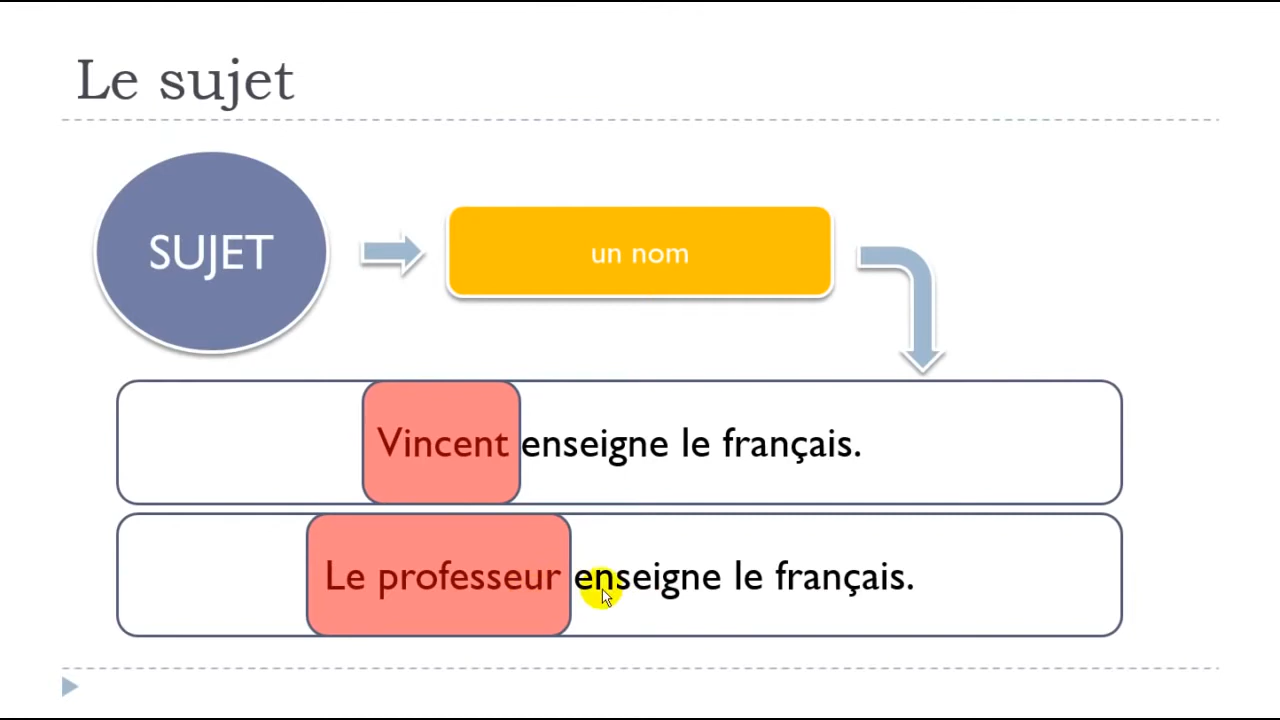 Le sujet
SUJET
un nom
Vincent enseigne le français.
Le professeur enseigne le français.